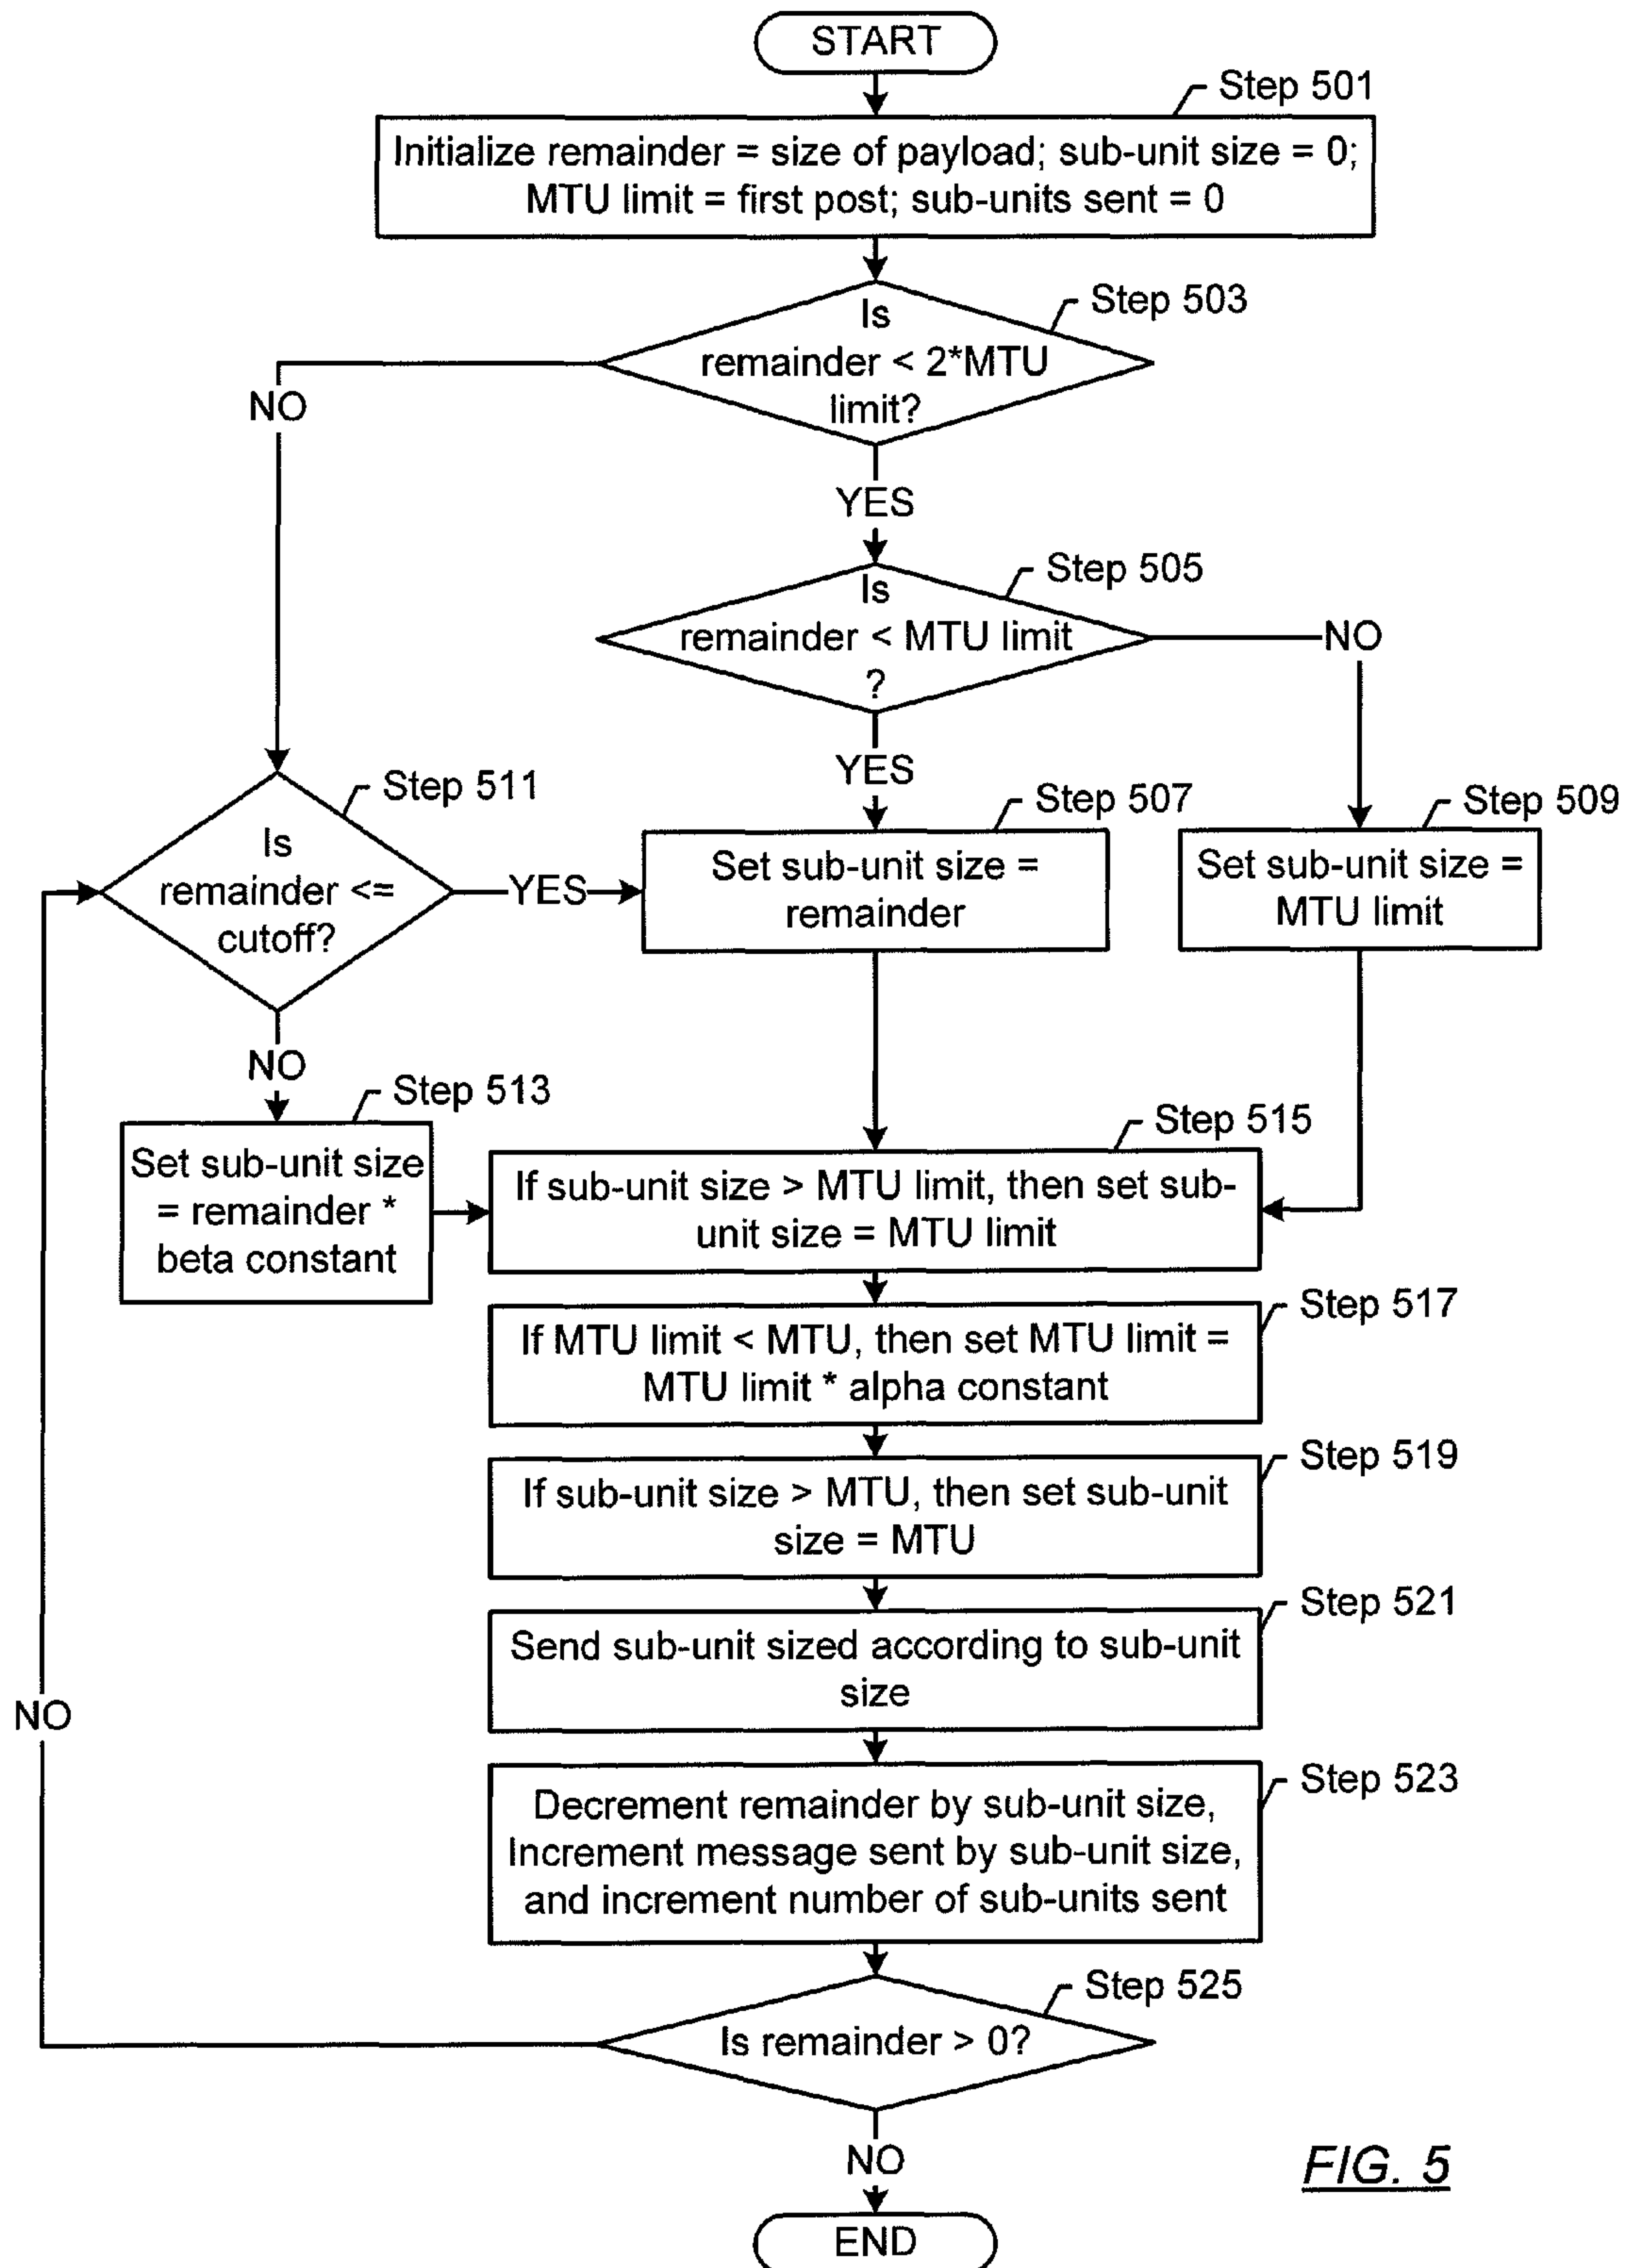 START
Step 501
Initialize remainder = size of payload; sub-unit size = 0;
MTU limit = first post; sub-units sent = 0
Step 503
Is
remainder < 2*MTU
limit?
NO
YES
Step 505
Is
remainder < MTU limit
?
NO
YES
Step 511
Is
remainder <=
cutoff?
YES
Step 507
Set sub-unit size =
remainder
Step 509
Set sub-unit size =
MTU limit
NO
Step 513
Set sub-unit size
= remainder *
beta constant
Step 515
If sub-unit size > MTU limit, then set sub-
unit size = MTU limit
Step 517
If MTU limit < MTU, then set MTU limit =
MTU limit * alpha constant
Step 519
If sub-unit size > MTU, then set sub-unit
size = MTU
Step 521
Send sub-unit sized according to sub-unit
size
NO
Step 523
Decrement remainder by sub-unit size,
Increment message sent by sub-unit size,
and increment number of sub-units sent
Step 525
Is remainder > 0?
NO
END
FIG. 5